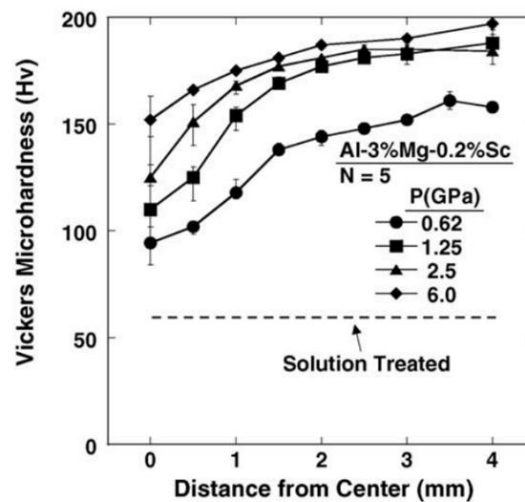 200
150
100
50
0
Vickers Microhardness (Hv)
Al-3%Mg-0.2%Sc
N = 5
P(GPa)
0.62
1.25
2.5
6.0
Solution Treated
0 1 2 3 4
Distance from Center (mm)